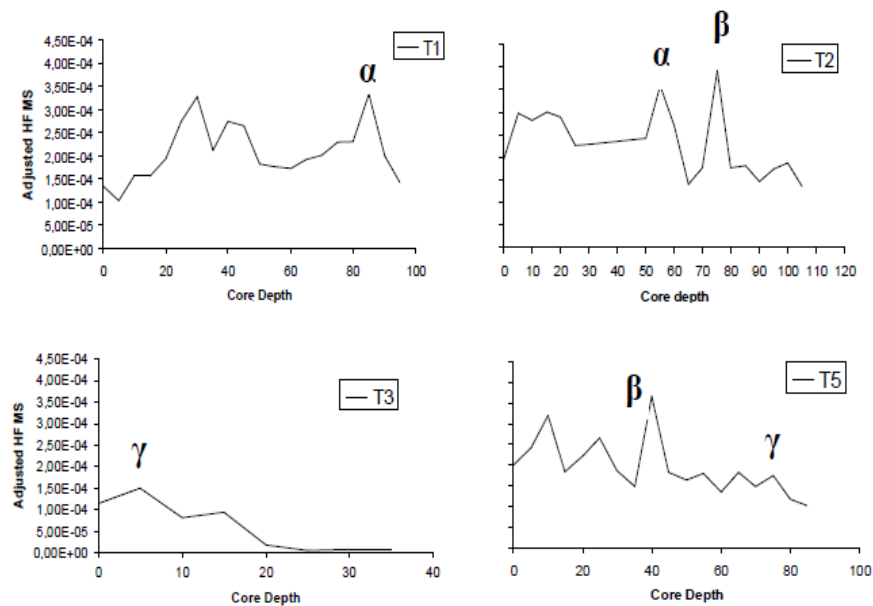 4,50E-04
4,00E-04
3,50E-04
3,00E-04
2,50E-04
2,00E-04
1,50E-04
1,00E-04
5,00E-05
0,00E+00
Adjusted HF MS
T1
α
0 20 40 60 80 100
Core Depth
T2
α
β
0 10 20 30 40 50 60 70 80 90 100 110 120
Core depth
4,50E-04
4,00E-04
3,50E-04
3,00E-04
2,50E-04
2,00E-04
1,50E-04
1,00E-04
5,00E-05
0,00E+00
Adjusted HF MS
T3
γ
0 10 20 30 40
Core Depth
T5
β
γ
0 20 40 60 80 100
Core Depth